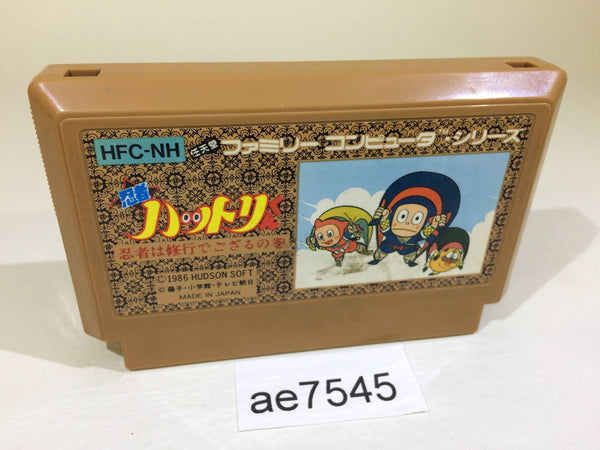 HFC-NH
任天堂 ファミリー コンピュータ™シリーズ
忍者
ハットリくん
忍者は修行でござるの巻
©1986 HUDSON SOFT
©藤子・小学館・テレビ朝日
MADE IN JAPAN
ae7545